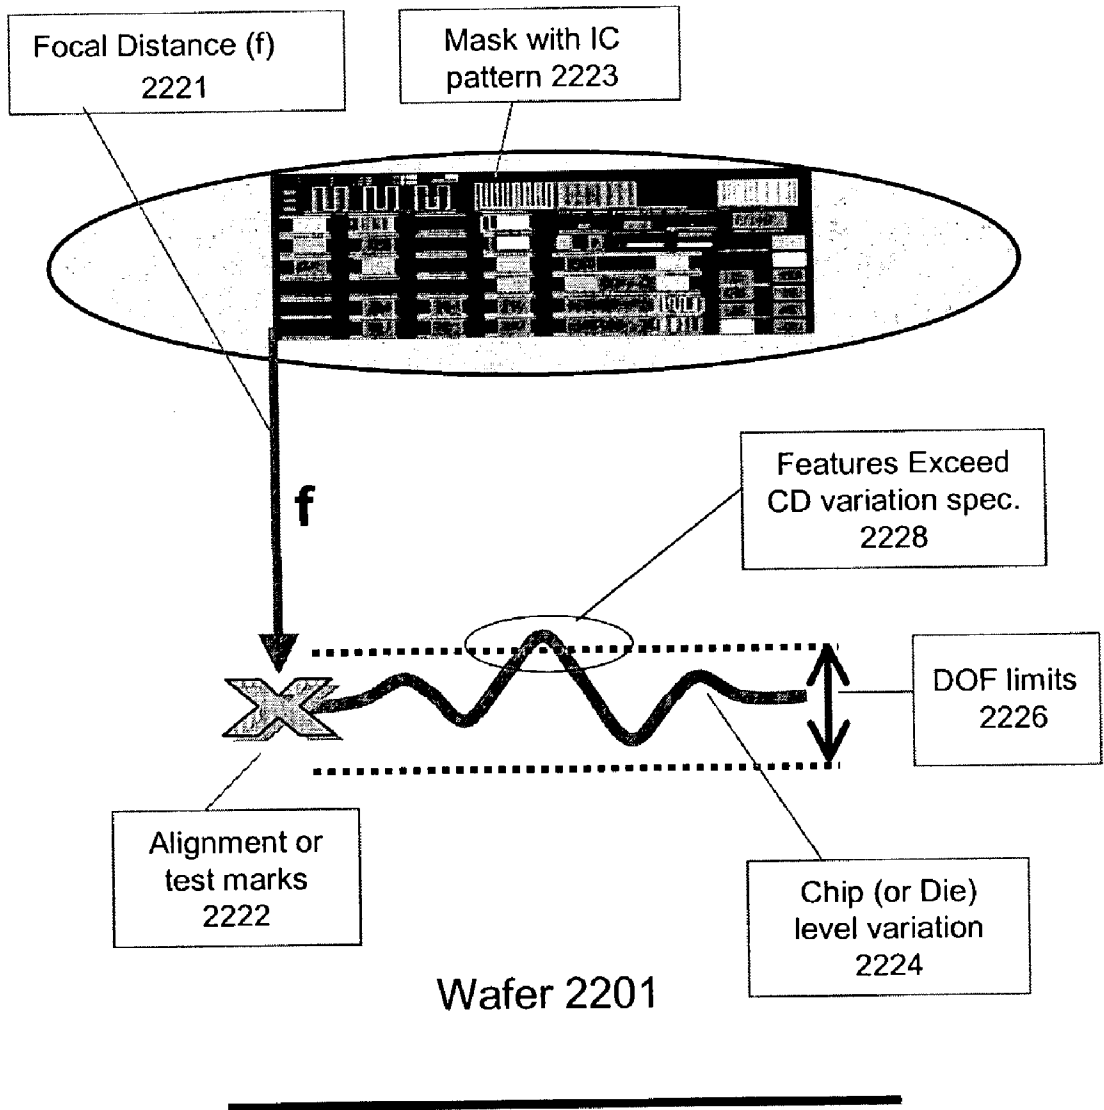 Focal Distance (f)
2221
Mask with IC
pattern 2223
f
Features Exceed
CD variation spec.
2228
DOF limits
2226
Alignment or
test marks
2222
Chip (or Die)
level variation
2224
Wafer 2201